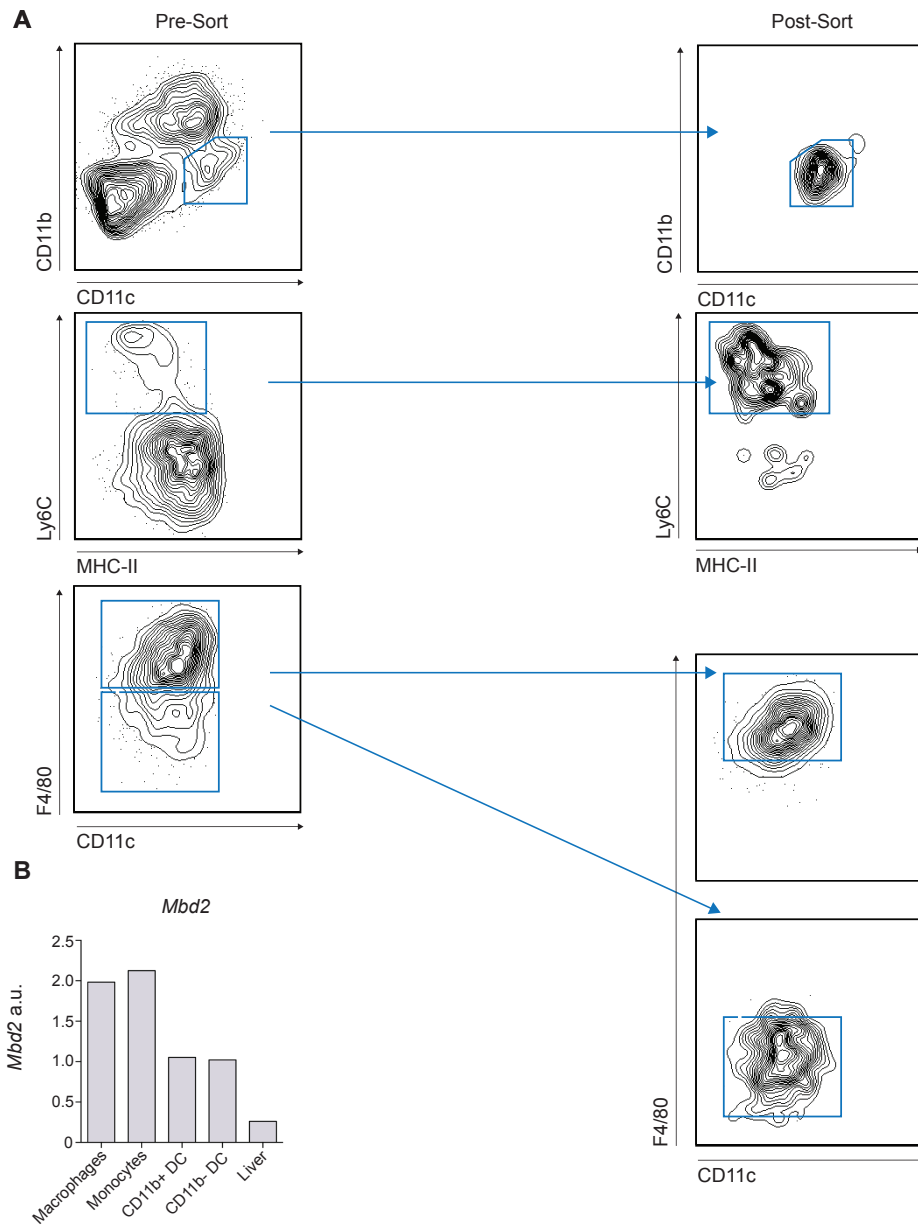 A
Pre-Sort
Post-Sort
CD11b
CD11c
CD11b
CD11c
Ly6C
MHC-II
Ly6C
MHC-II
F4/80
CD11c
F4/80
F4/80
CD11c
B
Mbd2
Mbd2 a.u.
2.5
2.0
1.5
1.0
0.5
0
Macrophages
Monocytes
CD11b+ DC
CD11b- DC
Liver